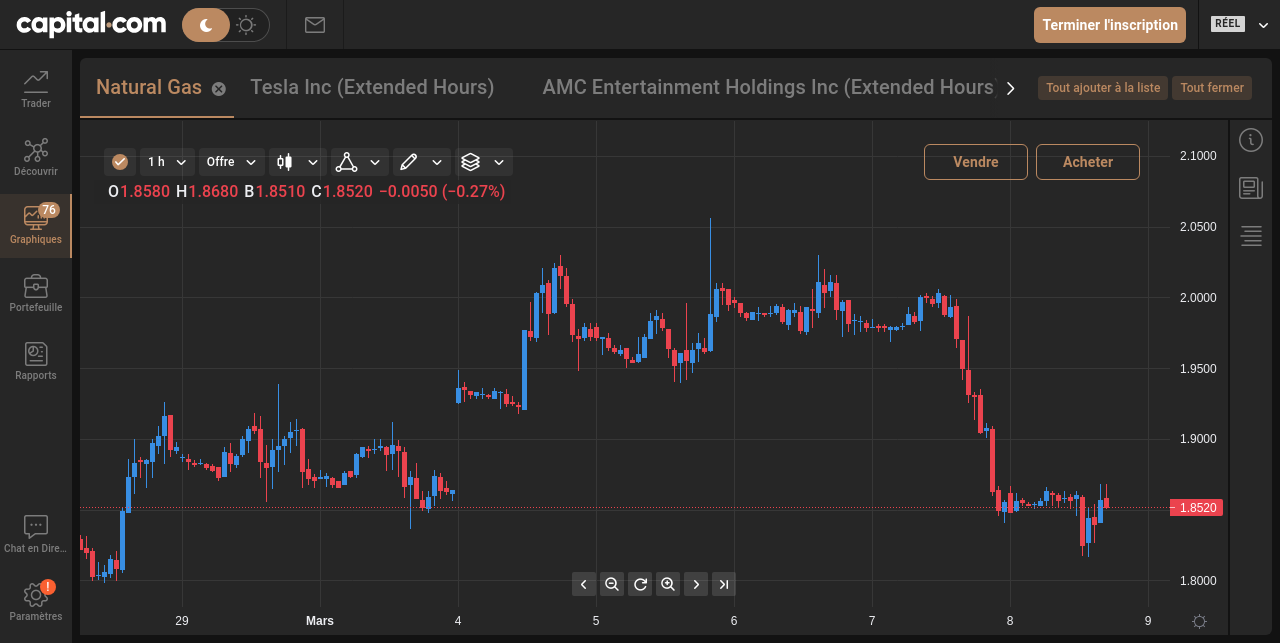 capital.com
Terminer l'inscription
RÉEL
Trader
Découvrir
76
Graphiques
Portefeuille
Rapports
Chat en Dire...
!
Paramètres
Natural Gas
Tesla Inc (Extended Hours)
AMC Entertainment Holdings Inc (Extended Hours)
Tout ajouter à la liste
Tout fermer
1 h
Offre
Vendre
Acheter
O1.8580 H1.8680 B1.8510 C1.8520 −0.0050 (−0.27%)
2.1000
2.0500
2.0000
1.9500
1.9000
1.8520
1.8000
29 Mars 4 5 6 7 8 9